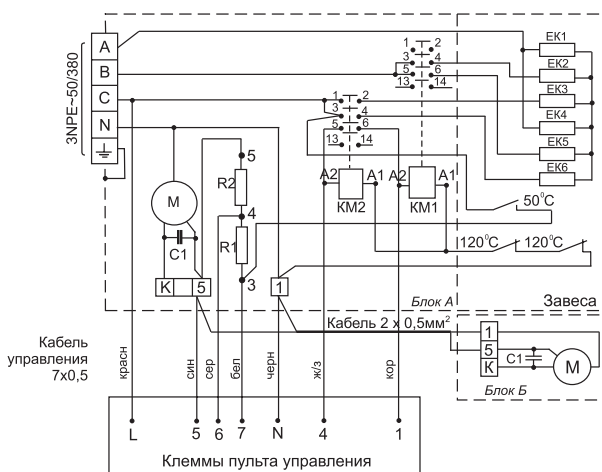 3NPE~50/380
A
B
C
N
1 2
3 4
5 6
13 14
1 2
3 4
5 6
13 14
EK1
EK2
EK3
EK4
EK5
EK6
5
R2
4
R1
3
M
C1
K 5
1
A2 A1
KM2
A2 A1
KM1
50°C
120°C 120°C
Блок А
Завеса
Кабель 2 x 0,5мм²
1
5
К
C1
M
Блок Б
Кабель
управления
7x0,5
красн
син
сер
бел
черн
ж/з
кор
L 5 6 7 N 4 1
Клеммы пульта управления